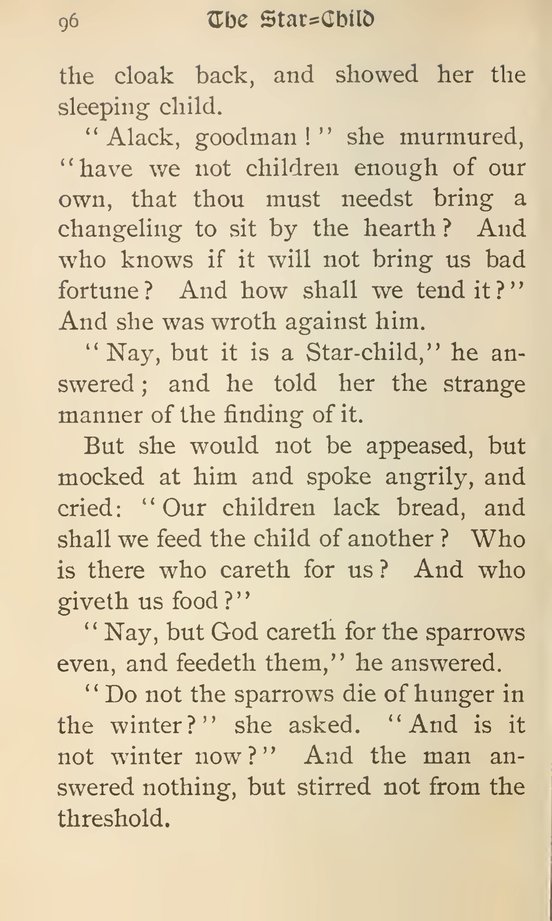 96 The Star=Child
the cloak back, and showed her the
sleeping child.
"Alack, goodman!" she murmured,
"have we not children enough of our
own, that thou must needst bring a
changeling to sit by the hearth? And
who knows if it will not bring us bad
fortune? And how shall we tend it?"
And she was wroth against him.
"Nay, but it is a Star-child," he an-
swered; and he told her the strange
manner of the finding of it.
But she would not be appeased, but
mocked at him and spoke angrily, and
cried: "Our children lack bread, and
shall we feed the child of another? Who
is there who careth for us? And who
giveth us food?"
"Nay, but God careth for the sparrows
even, and feedeth them," he answered.
"Do not the sparrows die of hunger in
the winter?" she asked. "And is it
not winter now?" And the man an-
swered nothing, but stirred not from the
threshold.